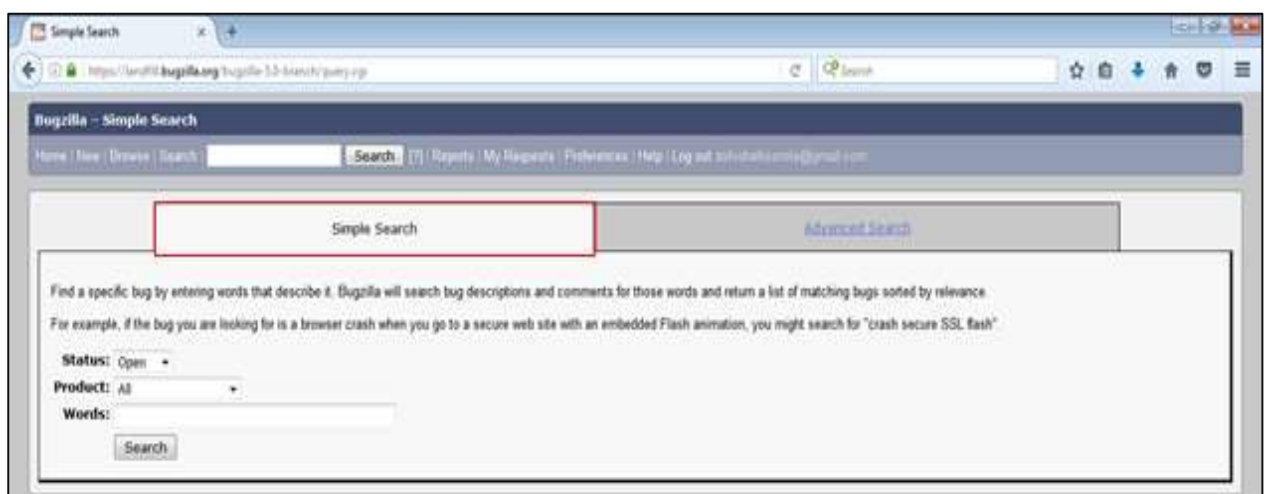 Simple Search
https://landfill.bugzilla.org/bugzilla-5.0-branch/query.cgi Search
Bugzilla – Simple Search
Home | New | Browse | Search | Search [?] | Reports | My Requests | Preferences | Help | Log out
Simple Search Advanced Search
Find a specific bug by entering words that describe it. Bugzilla will search bug descriptions and comments for those words and return a list of matching bugs sorted by relevance.
For example, if the bug you are looking for is a browser crash when you go to a secure web site with an embedded Flash animation, you might search for "crash secure SSL flash".
Status: Open
Product: All
Words:
Search